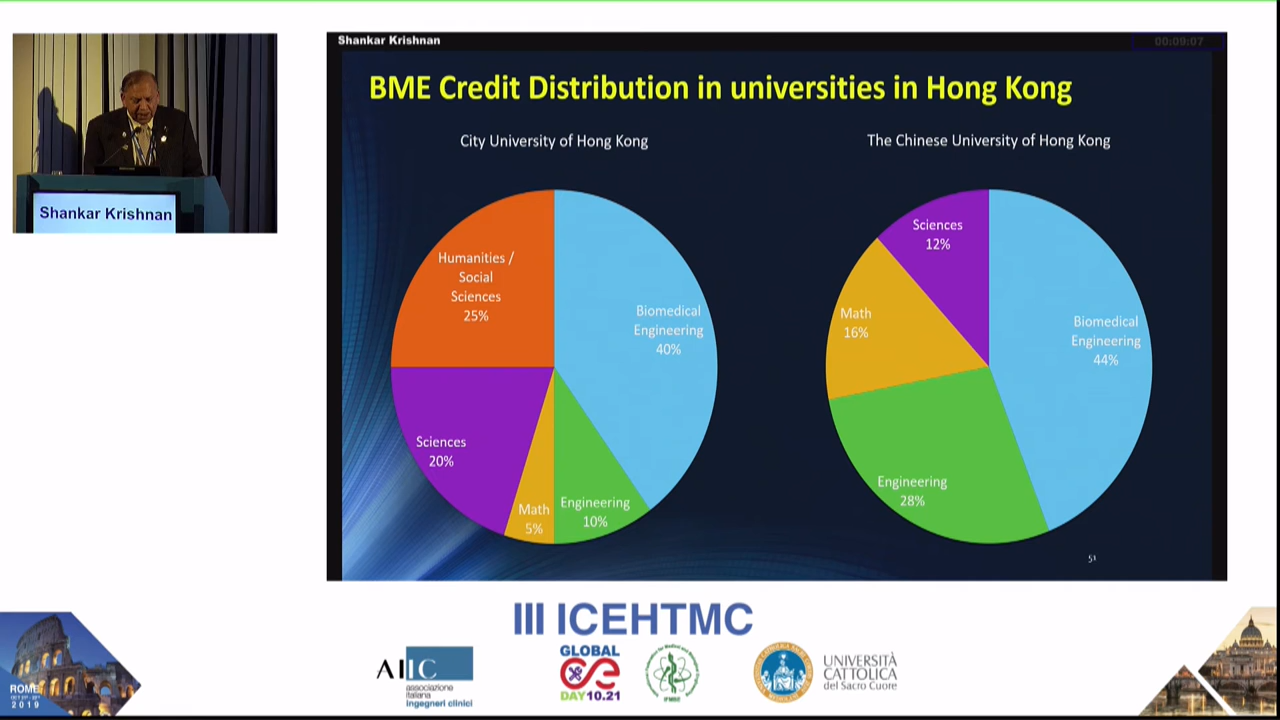 Shankar Krishnan
00:09:07
BME Credit Distribution in universities in Hong Kong
City University of Hong Kong
The Chinese University of Hong Kong
Humanities /
Social
Sciences
25%
Biomedical
Engineering
40%
Sciences
20%
Math
5%
Engineering
10%
Sciences
12%
Math
16%
Biomedical
Engineering
44%
Engineering
28%
51
Shankar Krishnan
III ICEHTMC
AIIC
associazione
italiana
ingegneri clinici
GLOBAL
CE
DAY 10.21
IFMBE
UNIVERSITÀ
CATTOLICA
del Sacro Cuore
ROME
2019